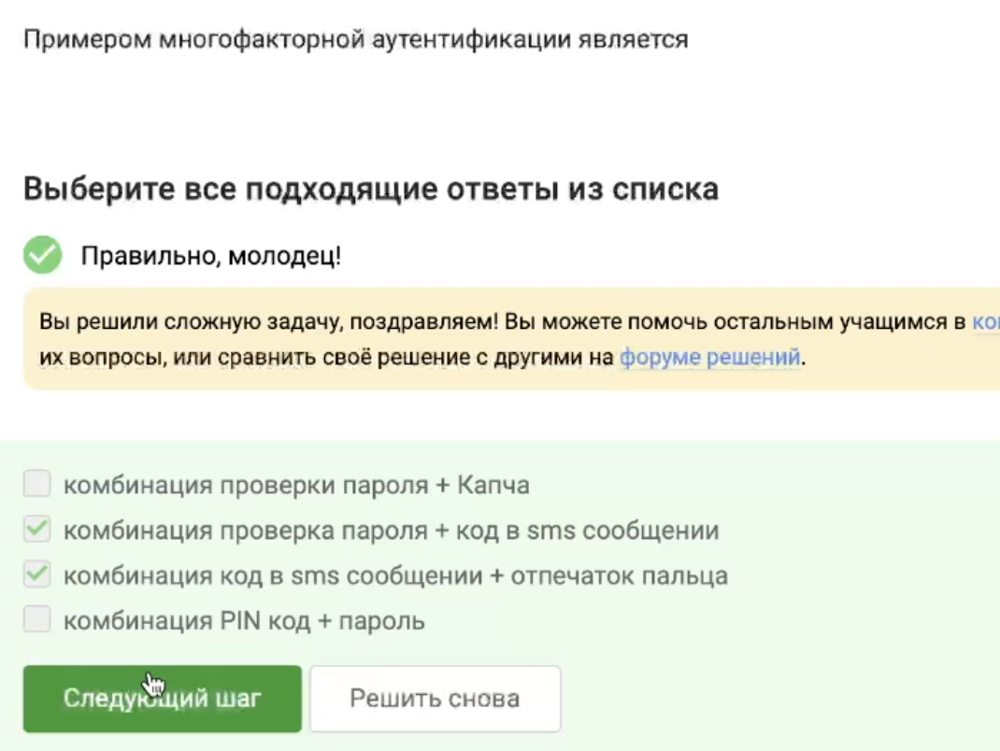 Примером многофакторной аутентификации является
Выберите все подходящие ответы из списка
Правильно, молодец!
Вы решили сложную задачу, поздравляем! Вы можете помочь остальным учащимся в
их вопросы, или сравнить своё решение с другими на форуме решений.
комбинация проверки пароля + Капча
комбинация проверка пароля + код в sms сообщении
комбинация код в sms сообщении + отпечаток пальца
комбинация PIN код + пароль
Следующий шаг
Решить снова